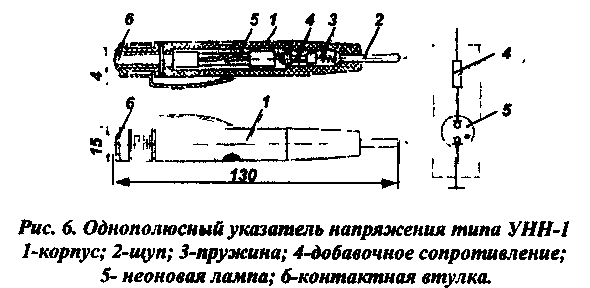 6 5 1 4 3 2
4
4
5
6 1
15
130
Рис. 6. Однополюсный указатель напряжения типа УНН-1
1-корпус; 2-щуп; 3-пружина; 4-добавочное сопротивление;
5- неоновая лампа; 6-контактная втулка.